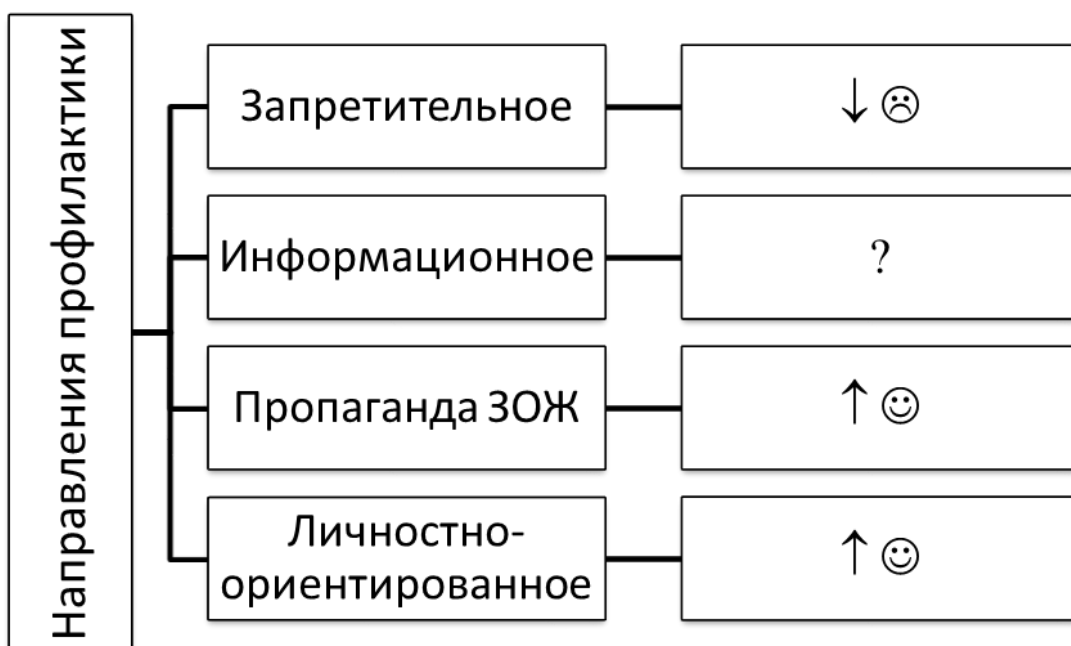 Направления профилактики
Запретительное
↓ ☹
Информационное
?
Пропаганда ЗОЖ
↑ ☺
Личностно-
ориентированное
↑ ☺